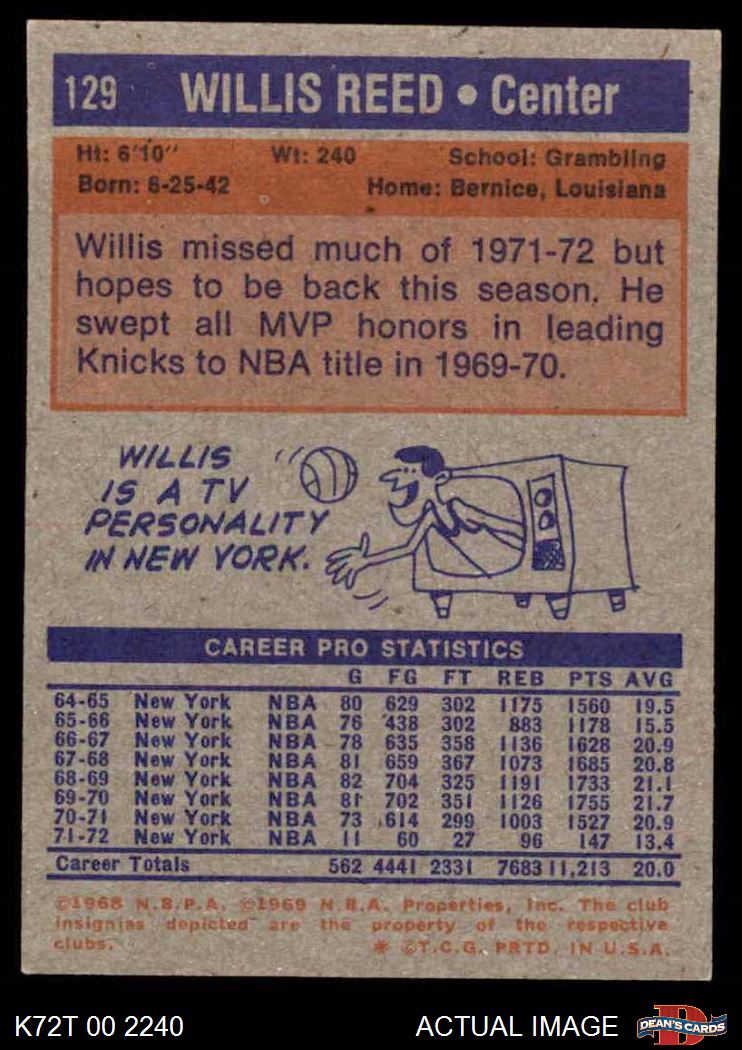 129 WILLIS REED • Center
Ht: 6'10" Wt: 240 School: Grambling
Born: 6-25-42 Home: Bernice, Louisiana
Willis missed much of 1971-72 but
hopes to be back this season. He
swept all MVP honors in leading
Knicks to NBA title in 1969-70.
WILLIS
IS A TV
PERSONALITY
IN NEW YORK.
CAREER PRO STATISTICS
G FG FT REB PTS AVG
64-65 New York NBA 80 629 302 1175 1560 19.5
65-66 New York NBA 76 438 302 883 1178 15.5
66-67 New York NBA 78 635 358 1136 1628 20.9
67-68 New York NBA 81 659 367 1073 1685 20.8
68-69 New York NBA 82 704 325 1191 1733 21.1
69-70 New York NBA 81 702 351 1126 1755 21.7
70-71 New York NBA 73 614 299 1003 1527 20.9
71-72 New York NBA 11 60 27 96 147 13.4
Career Totals 562 4441 2331 7683 11,213 20.0
©1968 N.B.P.A. ©1969 N.B.A. Properties, Inc. The club
insignias depicted are the property of the respective
clubs. * ©T.C.G. PRTD. IN U.S.A.
K72T 00 2240 ACTUAL IMAGE DEAN'S CARDS